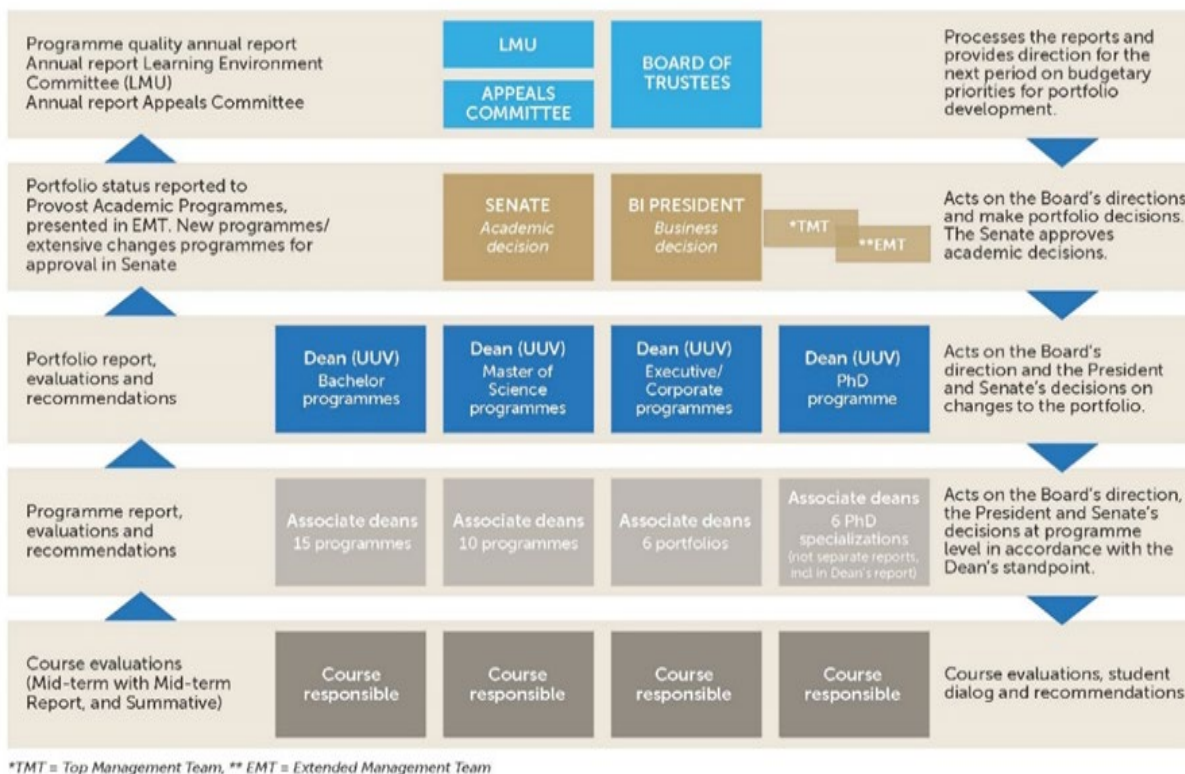 Programme quality annual report
Annual report Learning Environment
Committee (LMU)
Annual report Appeals Committee
LMU
APPEALS
COMMITTEE
BOARD OF
TRUSTEES
Processes the reports and
provides direction for the
next period on budgetary
priorities for portfolio
development.
Portfolio status reported to
Provost Academic Programmes,
presented in EMT. New programmes/
extensive changes programmes for
approval in Senate
SENATE
Academic
decision
BI PRESIDENT
Business
decision
*TMT
**EMT
Acts on the Board's directions
and make portfolio decisions.
The Senate approves
academic decisions.
Portfolio report,
evaluations and
recommendations
Dean (UUV)
Bachelor
programmes
Dean (UUV)
Master of
Science
programmes
Dean (UUV)
Executive/
Corporate
programmes
Dean (UUV)
PhD
programme
Acts on the Board's
direction and the President
and Senate's decisions on
changes to the portfolio.
Programme report,
evaluations and
recommendations
Associate deans
15 programmes
Associate deans
10 programmes
Associate deans
6 portfolios
Associate deans
6 PhD
specializations
(not separate reports,
incl in Dean's report)
Acts on the Board's direction,
the President and Senate's
decisions at programme
level in accordance with the
Dean's standpoint.
Course evaluations
(Mid-term with Mid-term
Report, and Summative)
Course
responsible
Course
responsible
Course
responsible
Course
responsible
Course evaluations, student
dialog and recommendations
*TMT = Top Management Team, ** EMT = Extended Management Team